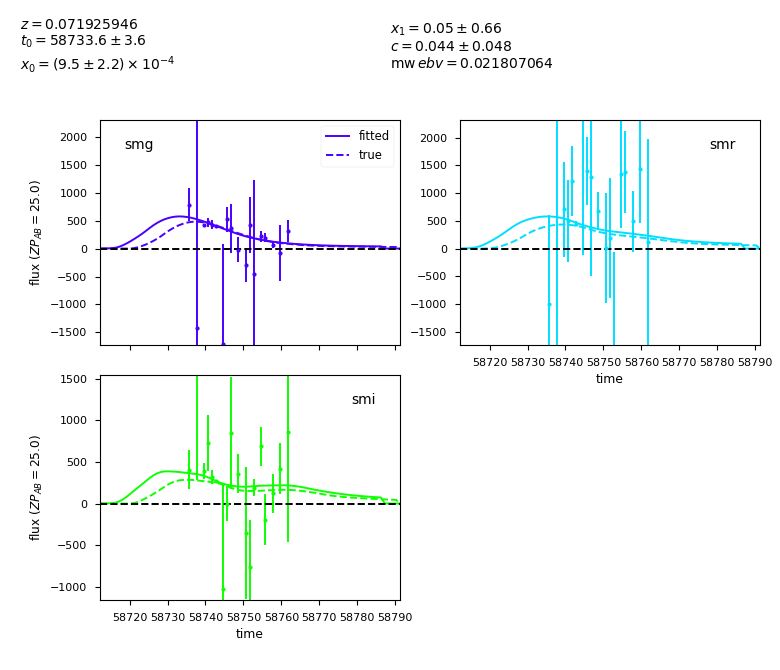 z = 0.071925946
t₀ = 58733.6 ± 3.6
x₀ = (9.5 ± 2.2) × 10⁻⁴
x₁ = 0.05 ± 0.66
c = 0.044 ± 0.048
mw ebv = 0.021807064
smg
fitted
true
2000
1500
1000
500
0
−500
−1000
−1500
flux (ZP_AB = 25.0)
smr
2000
1500
1000
500
0
−500
−1000
−1500
58720 58730 58740 58750 58760 58770 58780 58790
time
smi
1500
1000
500
0
−500
−1000
flux (ZP_AB = 25.0)
58720 58730 58740 58750 58760 58770 58780 58790
time